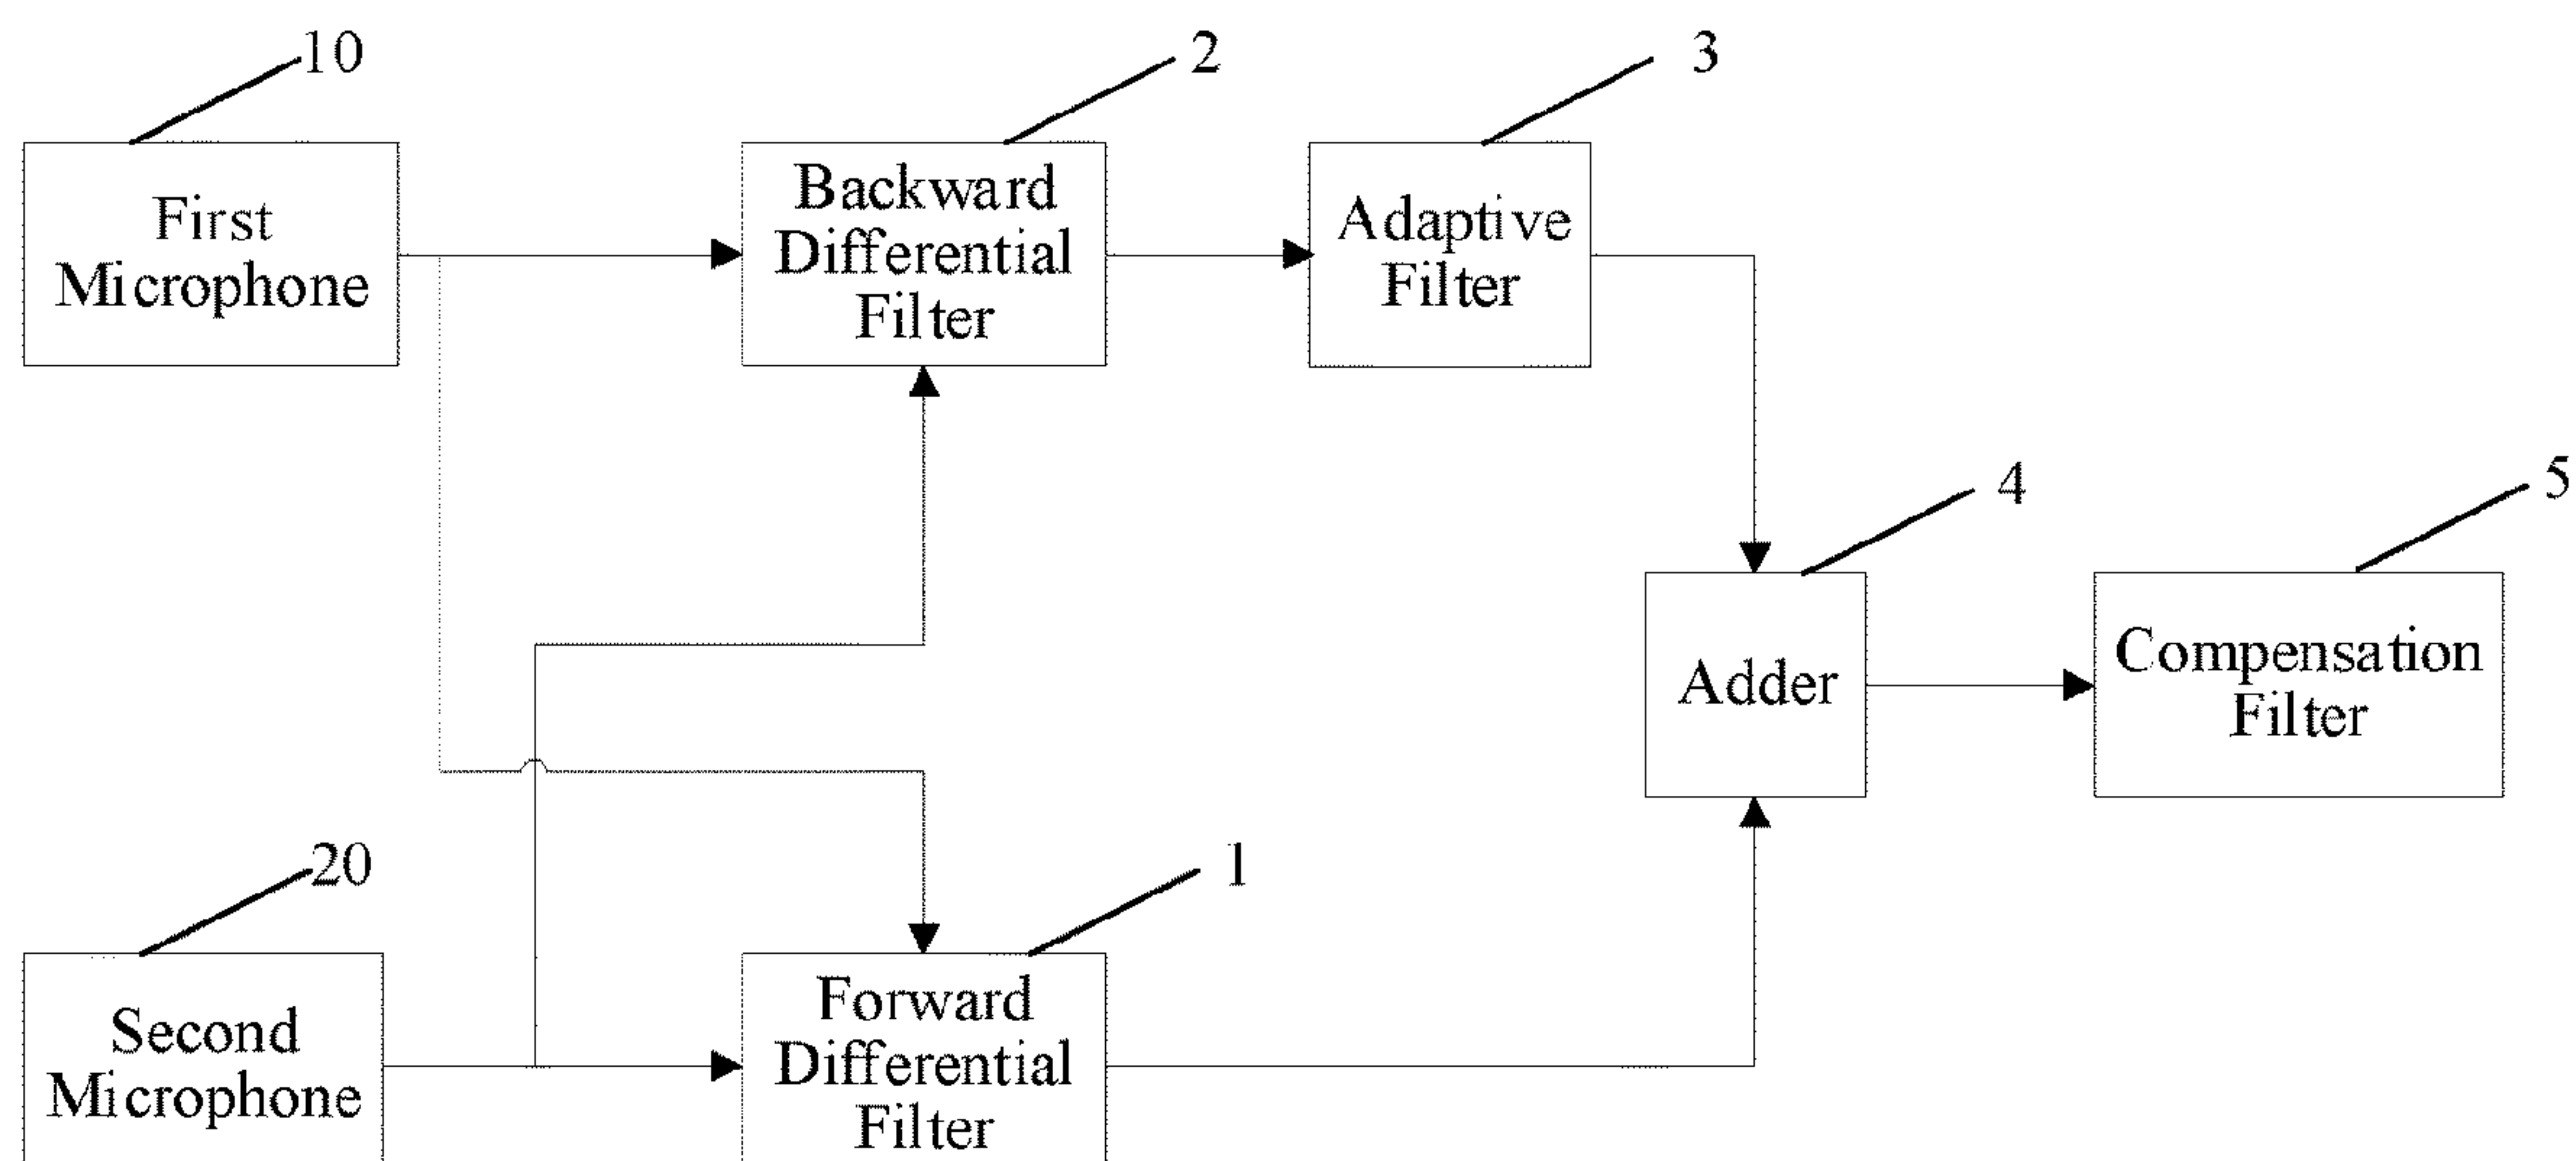 10
2
3
First
Microphone
Backward
Differential
Filter
Adaptive
Filter
4
5
Adder
Compensation
Filter
20
1
Second
Microphone
Forward
Differential
Filter